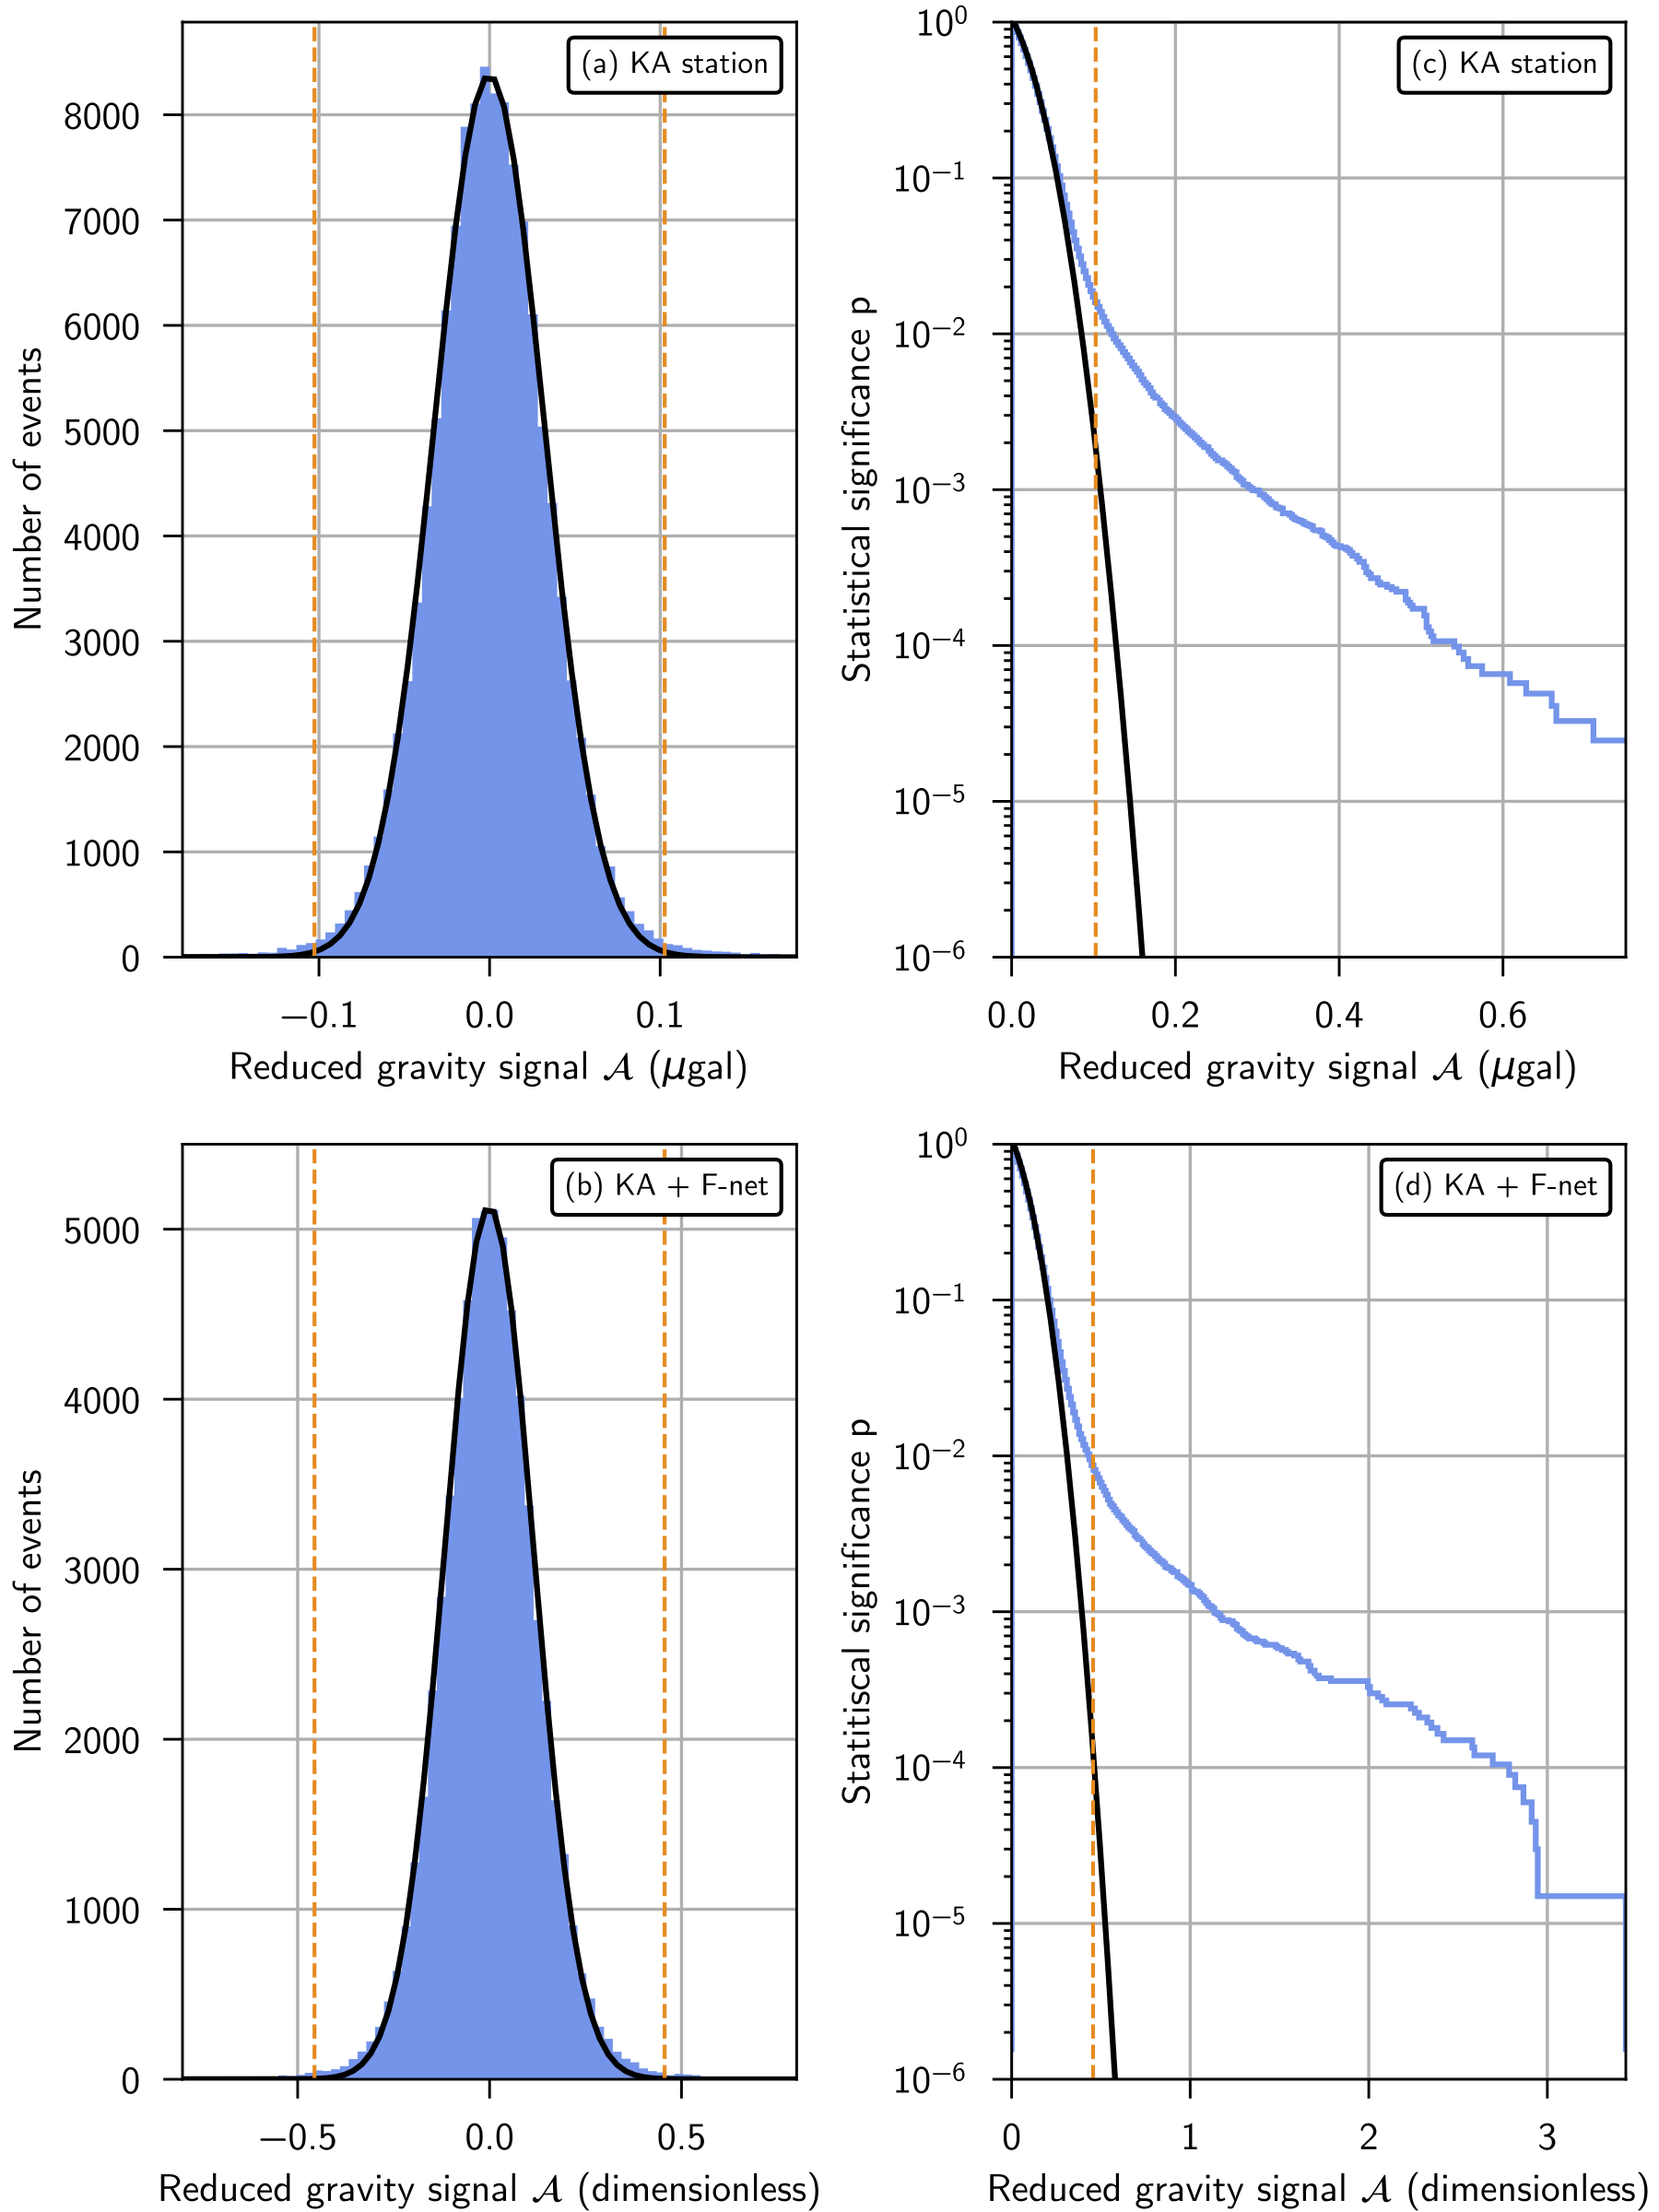 (a) KA station
8000
7000
6000
5000
4000
3000
2000
1000
0
Number of events
−0.1 0.0 0.1
Reduced gravity signal 𝒜 (μgal)
(c) KA station
10⁰
10⁻¹
10⁻²
10⁻³
10⁻⁴
10⁻⁵
10⁻⁶
Statistical significance p
0.0 0.2 0.4 0.6
Reduced gravity signal 𝒜 (μgal)
(b) KA + F-net
5000
4000
3000
2000
1000
0
Number of events
−0.5 0.0 0.5
Reduced gravity signal 𝒜 (dimensionless)
(d) KA + F-net
10⁰
10⁻¹
10⁻²
10⁻³
10⁻⁴
10⁻⁵
10⁻⁶
Statitiscal significance p
0 1 2 3
Reduced gravity signal 𝒜 (dimensionless)